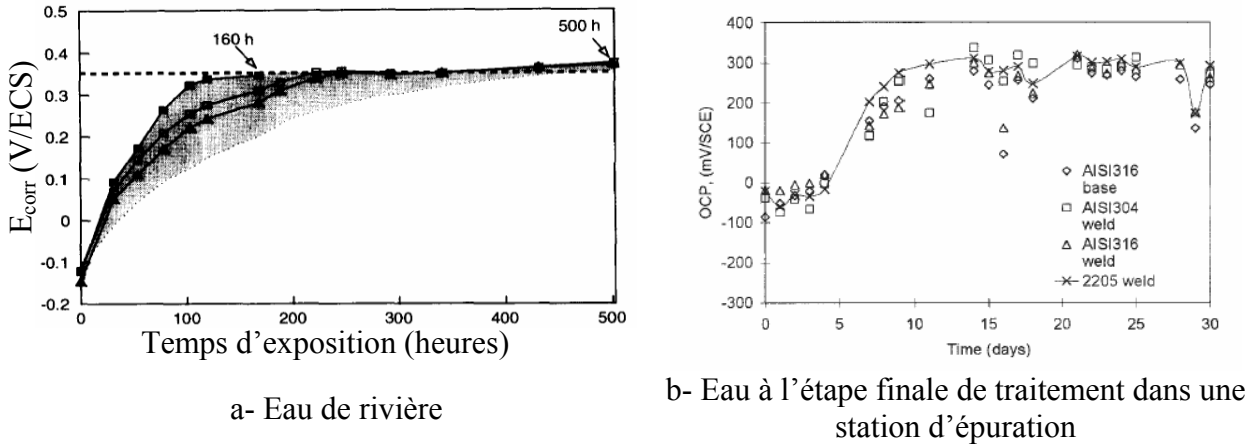 E_corr (V/ECS)
0.5
0.4
0.3
0.2
0.1
0
-0.1
-0.2
160 h
500 h
0 100 200 300 400 500
Temps d'exposition (heures)
a- Eau de rivière
OCP, (mV/SCE)
400
300
200
100
0
-100
-200
-300
AISI316
base
AISI304
weld
AISI316
weld
2205 weld
0 5 10 15 20 25 30
Time (days)
b- Eau à l'étape finale de traitement dans une
station d'épuration